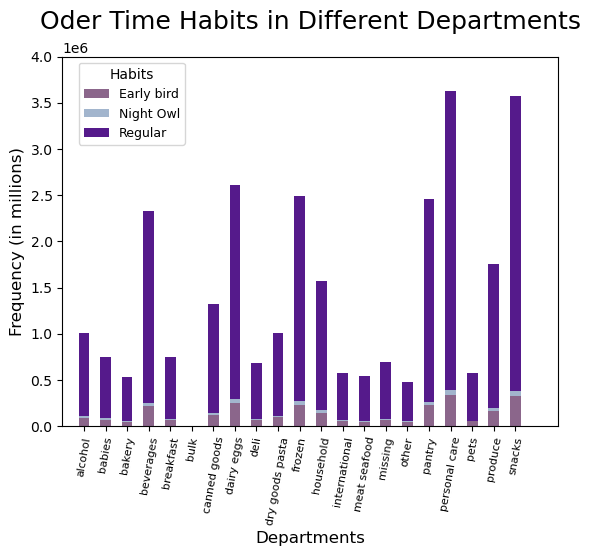 Oder Time Habits in Different Departments
1e6
4.0
3.5
3.0
2.5
2.0
1.5
1.0
0.5
0.0
Frequency (in millions)
Habits
Early bird
Night Owl
Regular
alcohol
babies
bakery
beverages
breakfast
bulk
canned goods
dairy eggs
deli
dry goods pasta
frozen
household
international
meat seafood
missing
other
pantry
personal care
pets
produce
snacks
Departments